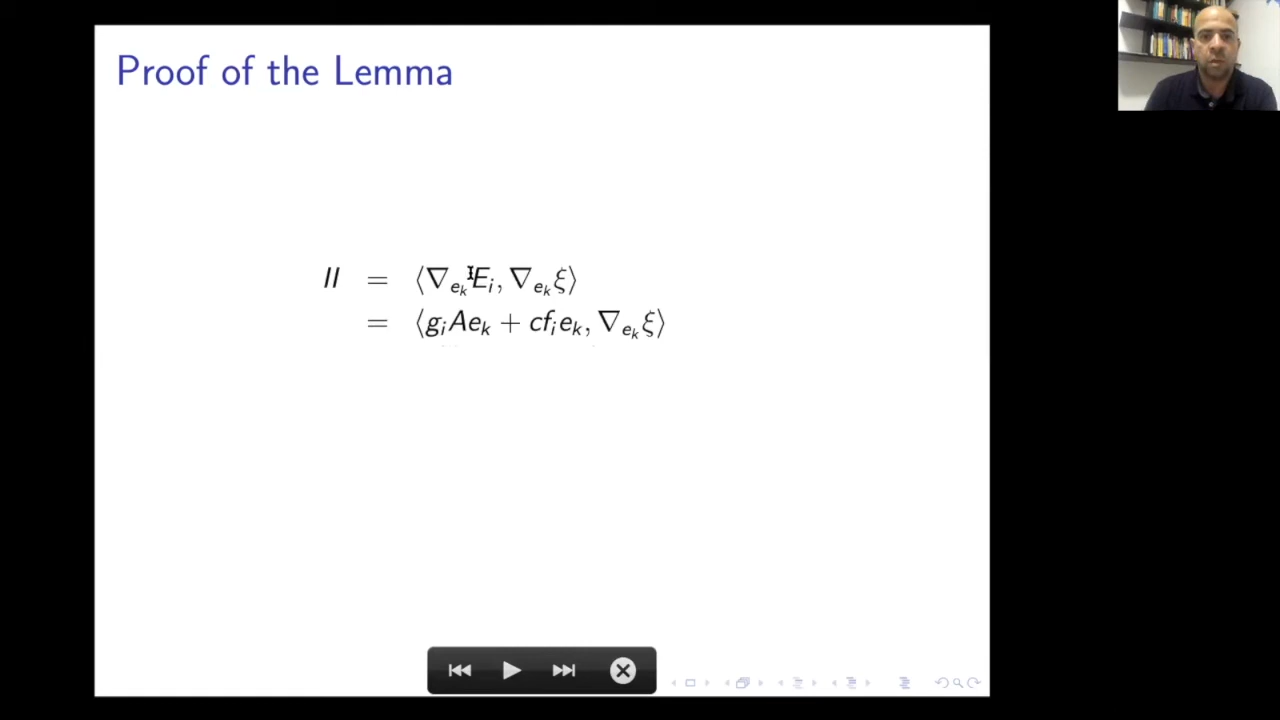 Proof of the Lemma
II = ⟨∇_{e_k} E_i, ∇_{e_k} ξ⟩
= ⟨g_i Ae_k + cf_i e_k, ∇_{e_k} ξ⟩